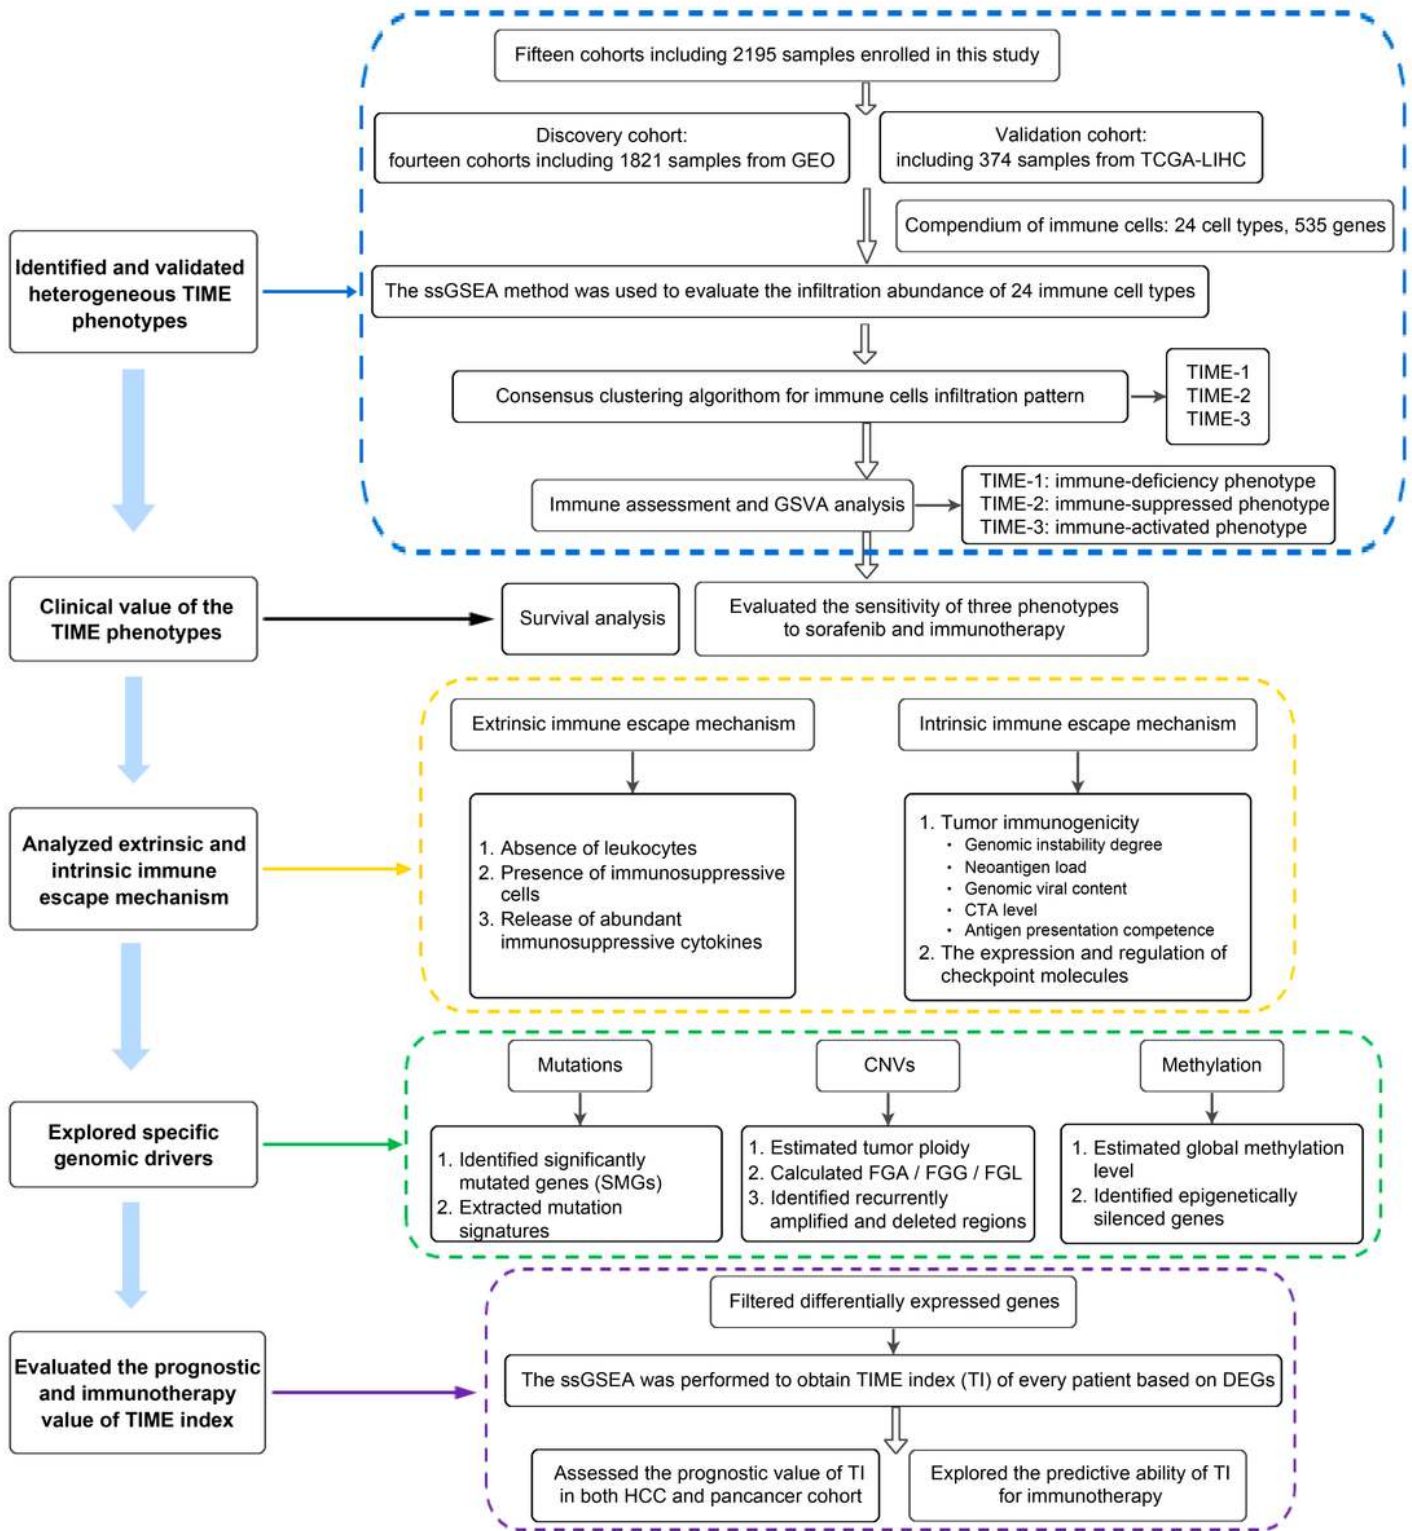 Fifteen cohorts including 2195 samples enrolled in this study
Discovery cohort:
fourteen cohorts including 1821 samples from GEO
Validation cohort:
including 374 samples from TCGA-LIHC
Compendium of immune cells: 24 cell types, 535 genes
Identified and validated
heterogeneous TIME
phenotypes
The ssGSEA method was used to evaluate the infiltration abundance of 24 immune cell types
Consensus clustering algorithom for immune cells infiltration pattern
TIME-1
TIME-2
TIME-3
Immune assessment and GSVA analysis
TIME-1: immune-deficiency phenotype
TIME-2: immune-suppressed phenotype
TIME-3: immune-activated phenotype
Clinical value of the
TIME phenotypes
Survival analysis
Evaluated the sensitivity of three phenotypes
to sorafenib and immunotherapy
Analyzed extrinsic and
intrinsic immune
escape mechanism
Extrinsic immune escape mechanism
1. Absence of leukocytes
2. Presence of immunosuppressive
cells
3. Release of abundant
immunosuppressive cytokines
Intrinsic immune escape mechanism
1. Tumor immunogenicity
• Genomic instability degree
• Neoantigen load
• Genomic viral content
• CTA level
• Antigen presentation competence
2. The expression and regulation of
checkpoint molecules
Explored specific
genomic drivers
Mutations
1. Identified significantly
mutated genes (SMGs)
2. Extracted mutation
signatures
CNVs
1. Estimated tumor ploidy
2. Calculated FGA / FGG / FGL
3. Identified recurrently
amplified and deleted regions
Methylation
1. Estimated global methylation
level
2. Identified epigenetically
silenced genes
Evaluated the prognostic
and immunotherapy
value of TIME index
Filtered differentially expressed genes
The ssGSEA was performed to obtain TIME index (TI) of every patient based on DEGs
Assessed the prognostic value of TI
in both HCC and pancancer cohort
Explored the predictive ability of TI
for immunotherapy